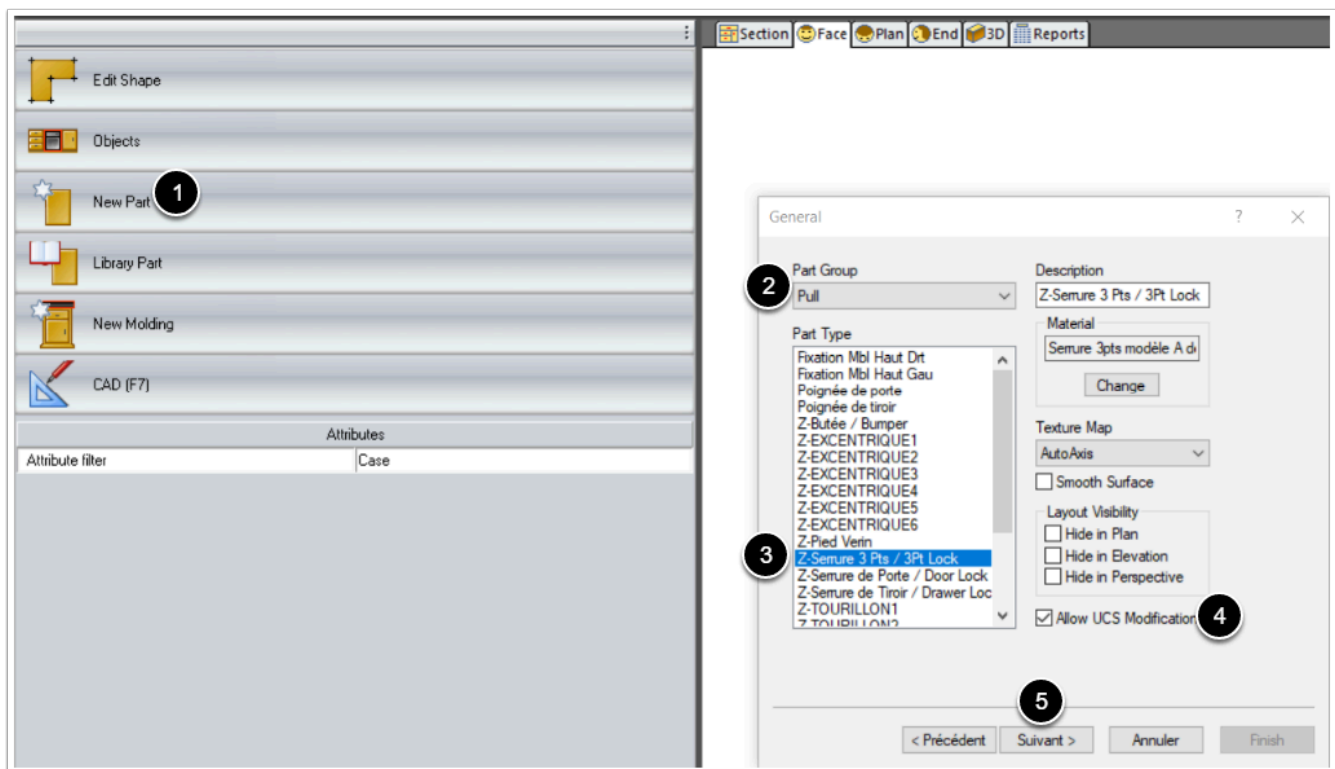 Section Face Plan End 3D Reports
Edit Shape
Objects
New Part
1
Library Part
New Molding
CAD (F7)
Attributes
Attribute filter Case
General ? ×
2
Part Group
Pull
Part Type
Fixation Mbl Haut Drt
Fixation Mbl Haut Gau
Poignée de porte
Poignée de tiroir
Z-Butée / Bumper
Z-EXCENTRIQUE1
Z-EXCENTRIQUE2
Z-EXCENTRIQUE3
Z-EXCENTRIQUE4
Z-EXCENTRIQUE5
Z-EXCENTRIQUE6
Z-Pied Verin
3
Z-Serrure 3 Pts / 3Pt Lock
Z-Serrure de Porte / Door Lock
Z-Serrure de Tiroir / Drawer Loc
Z-TOURILLON1
Z-TOURILLON2
Description
Z-Serrure 3 Pts / 3Pt Lock
Material
Serrure 3pts modèle A de
Change
Texture Map
AutoAxis
Smooth Surface
Layout Visibility
Hide in Plan
Hide in Elevation
Hide in Perspective
Allow UCS Modification
4
5
< Précédent Suivant > Annuler Finish